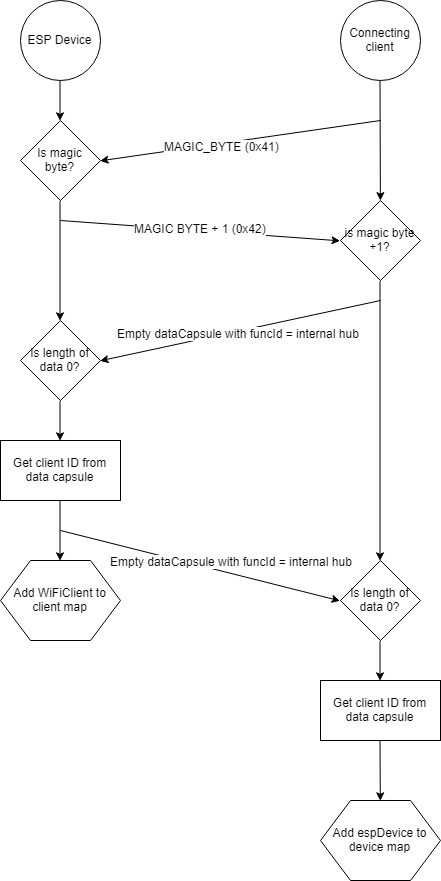 ESP Device
Connecting
client
Is magic
byte?
MAGIC_BYTE (0x41)
MAGIC BYTE + 1 (0x42)
is magic byte
+1?
Empty dataCapsule with funcId = internal hub
Is length of
data 0?
Get client ID from
data capsule
Empty dataCapsule with funcId = internal hub
Add WiFiClient to
client map
Is length of
data 0?
Get client ID from
data capsule
Add espDevice to
device map